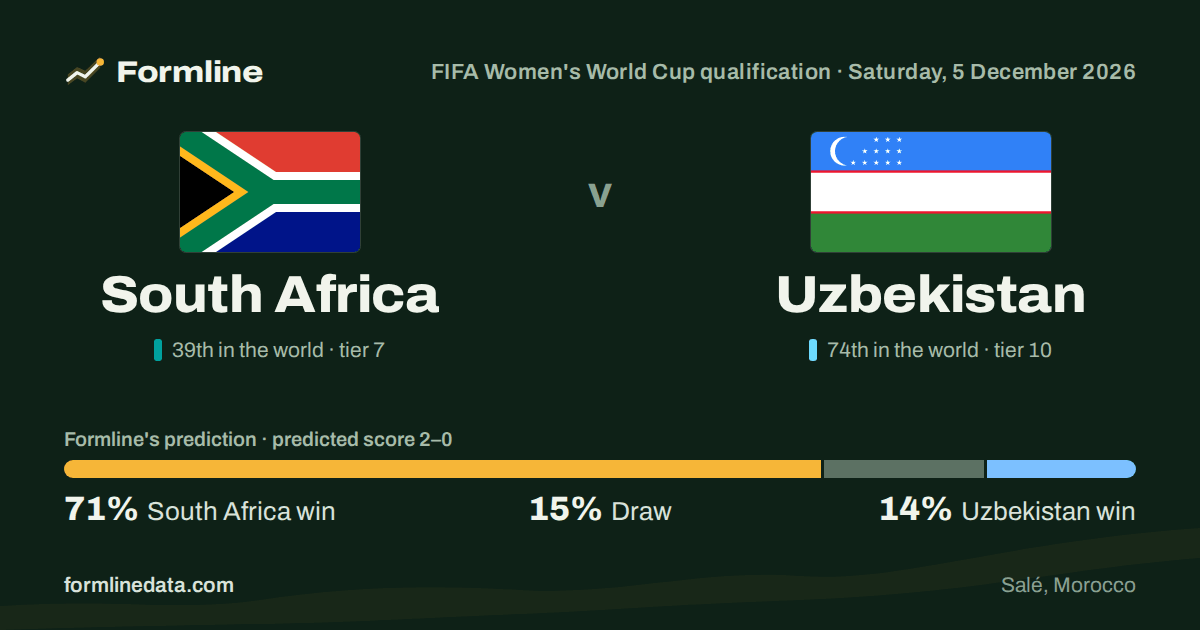 Formline
FIFA Women's World Cup qualification · Saturday, 5 December 2026
v
South Africa
Uzbekistan
39th in the world · tier 7
74th in the world · tier 10
Formline's prediction · predicted score 2–0
71% South Africa win
15% Draw
14% Uzbekistan win
formlinedata.com
Salé, Morocco